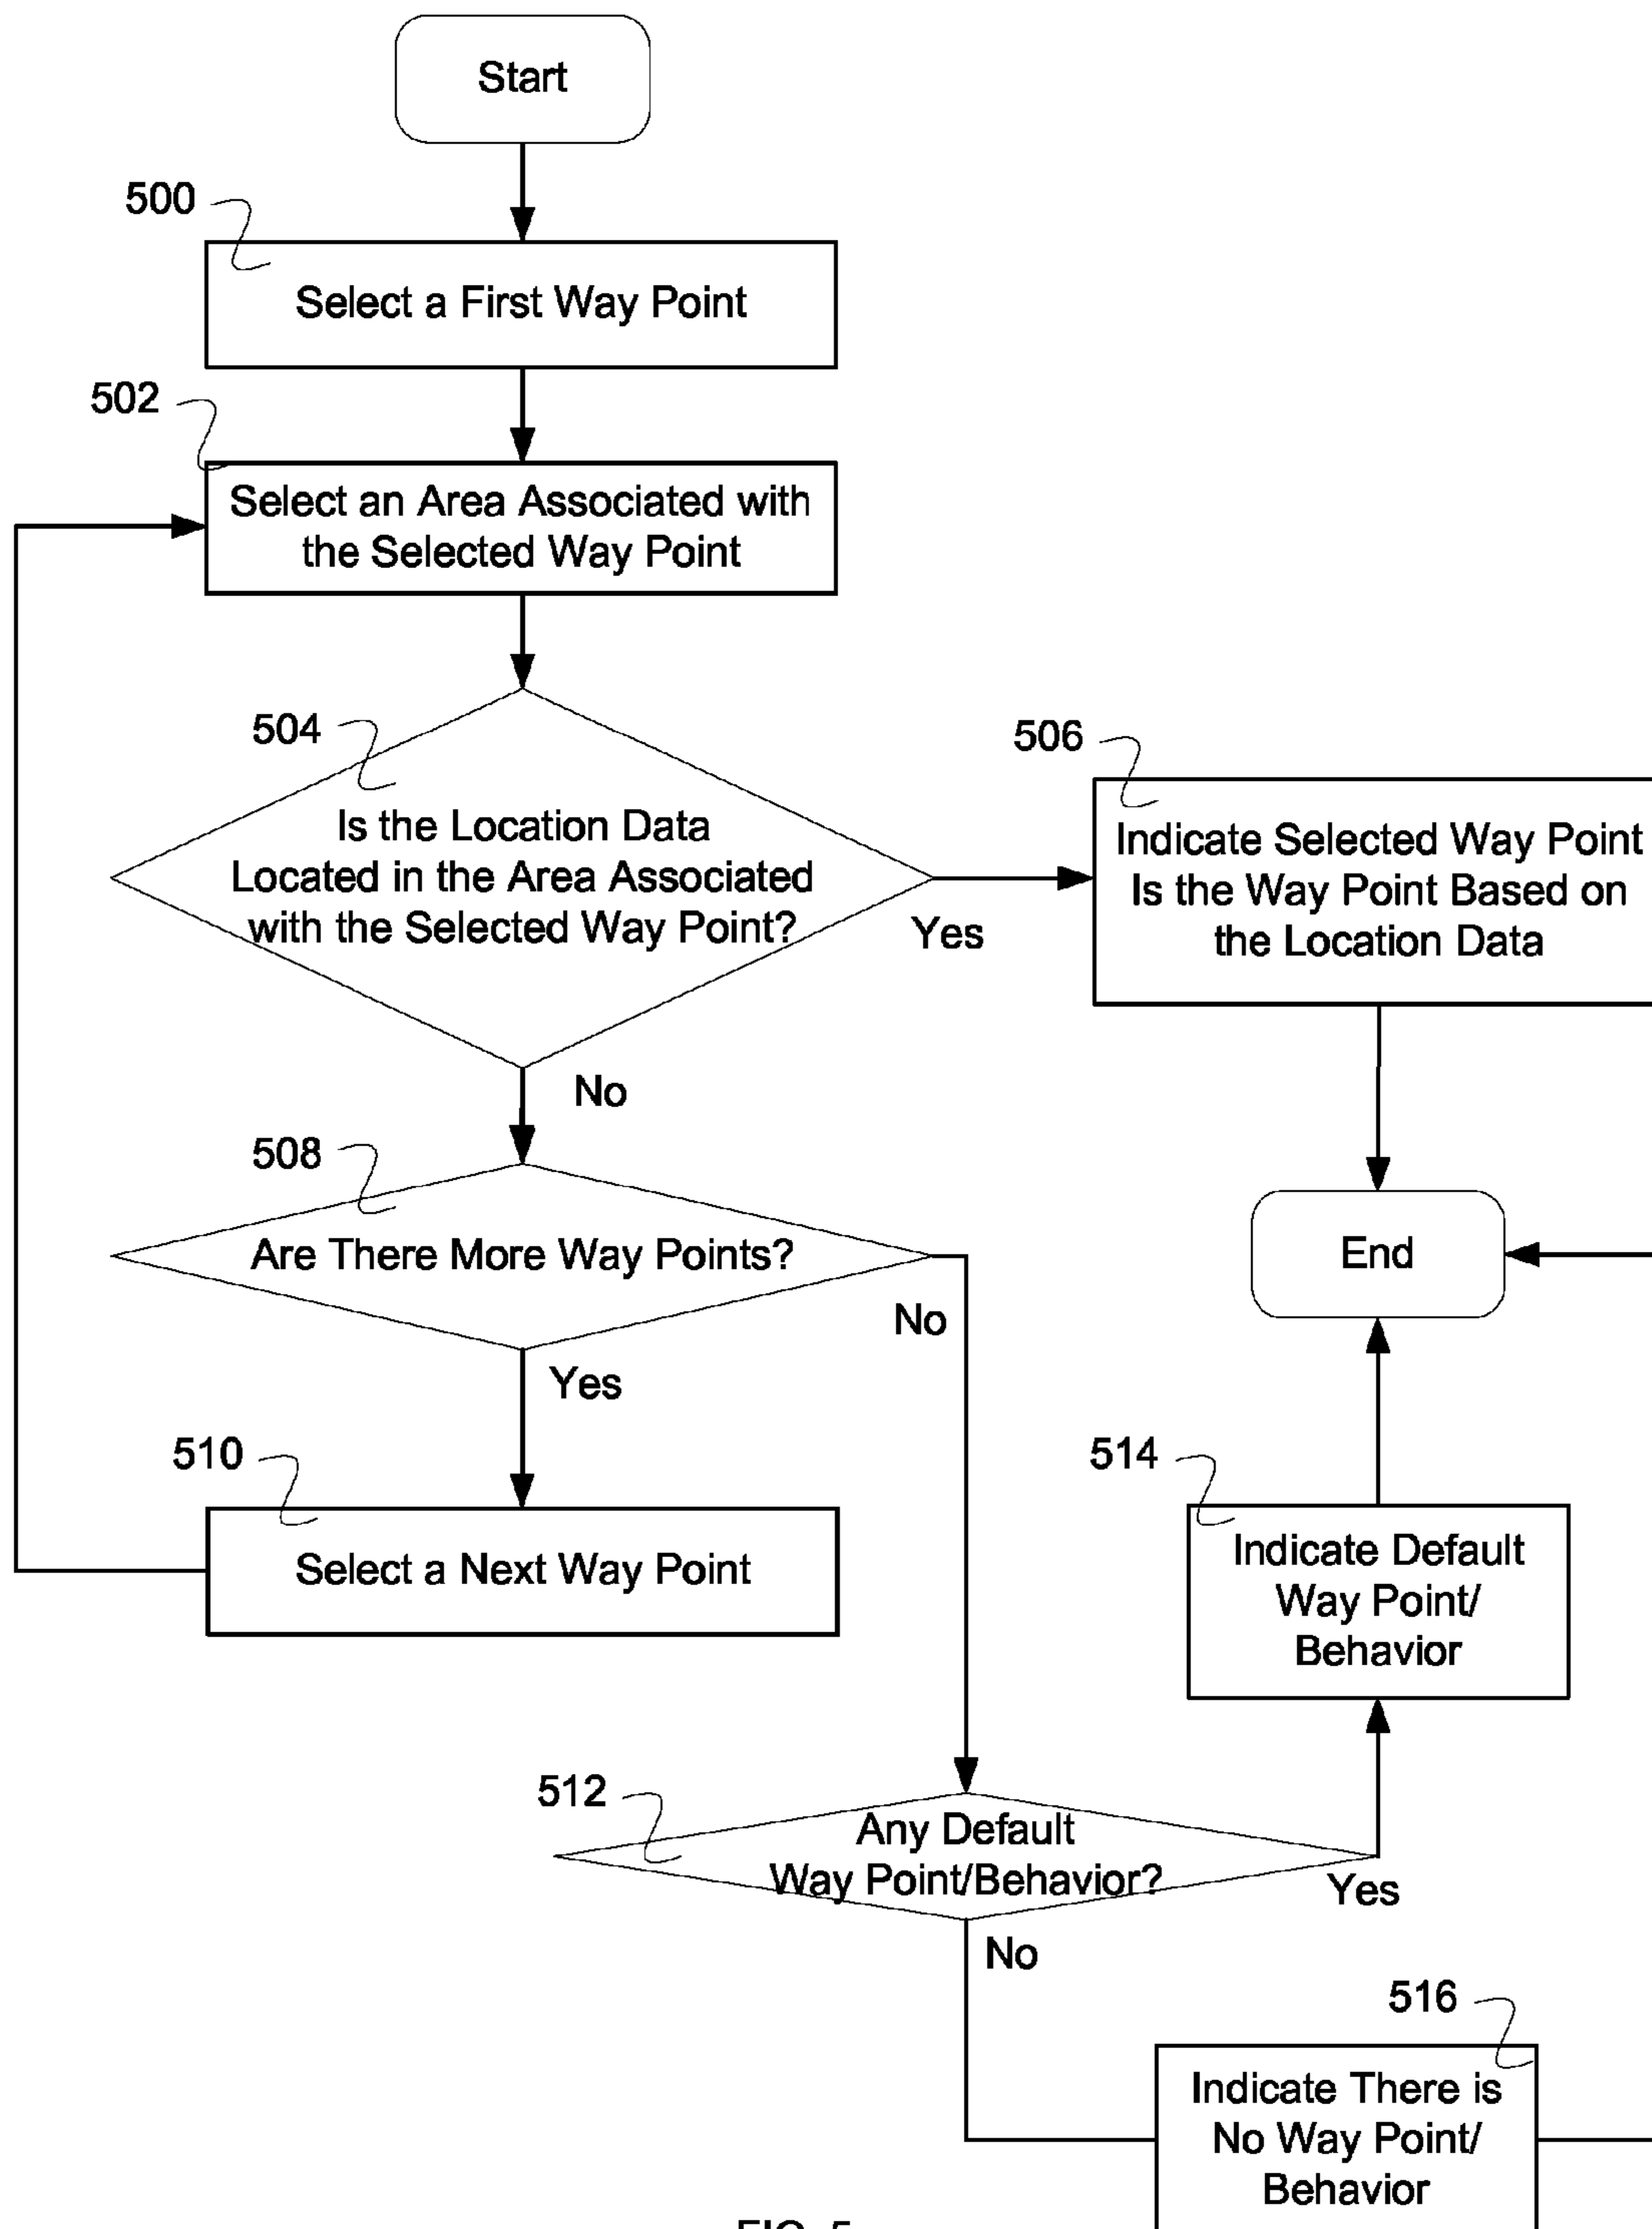 Start
500
Select a First Way Point
502
Select an Area Associated with
the Selected Way Point
504
Is the Location Data
Located in the Area Associated
with the Selected Way Point?
Yes
No
506
Indicate Selected Way Point
Is the Way Point Based on
the Location Data
508
Are There More Way Points?
No
Yes
End
510
Select a Next Way Point
514
Indicate Default
Way Point/
Behavior
512
Any Default
Way Point/Behavior?
Yes
No
516
Indicate There is
No Way Point/
Behavior
FIG. 5